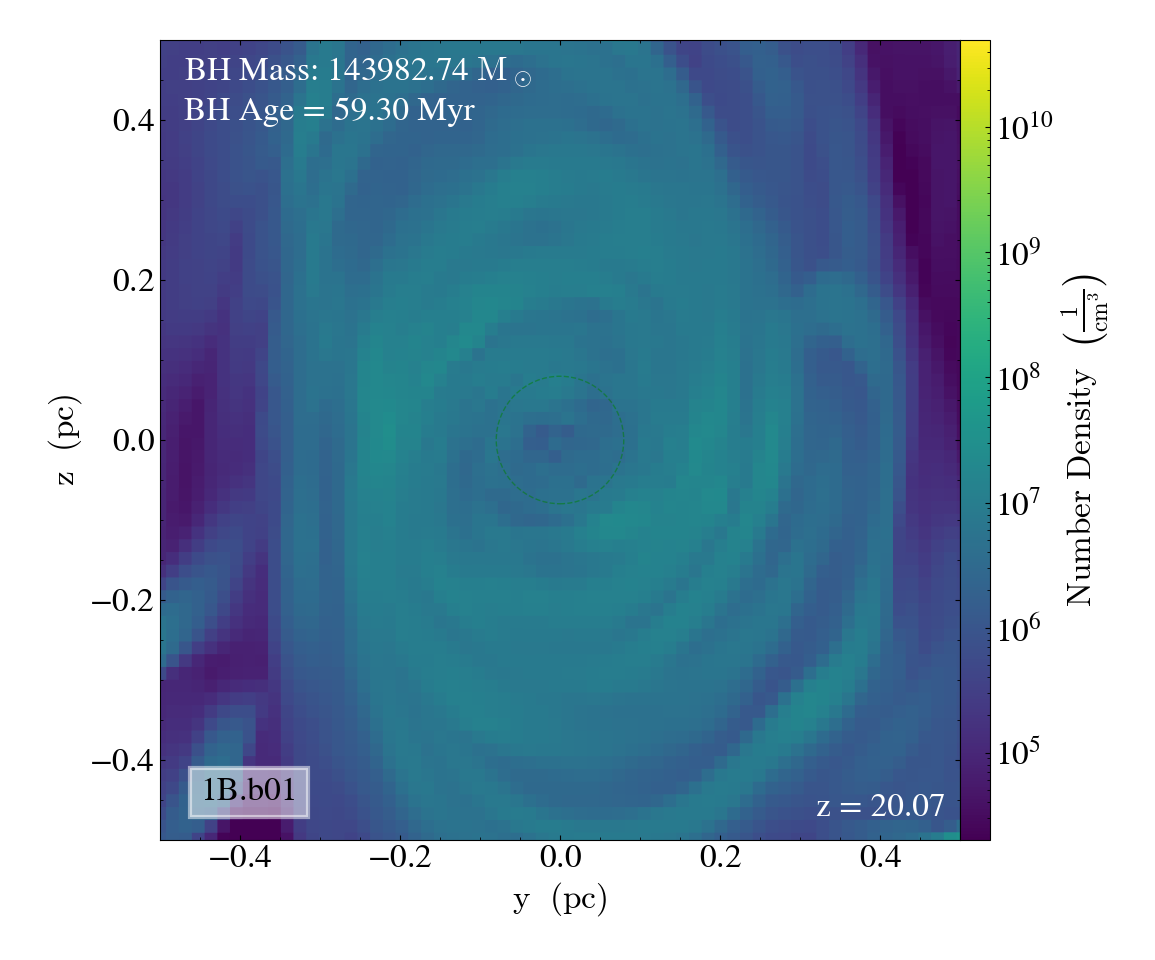 BH Mass: 143982.74 M⊙
BH Age = 59.30 Myr
0.4
0.2
0.0
−0.2
−0.4
z (pc)
1B.b01
z = 20.07
−0.4 −0.2 0.0 0.2 0.4
y (pc)
10¹⁰
10⁹
10⁸
10⁷
10⁶
10⁵
Number Density (1/cm³)